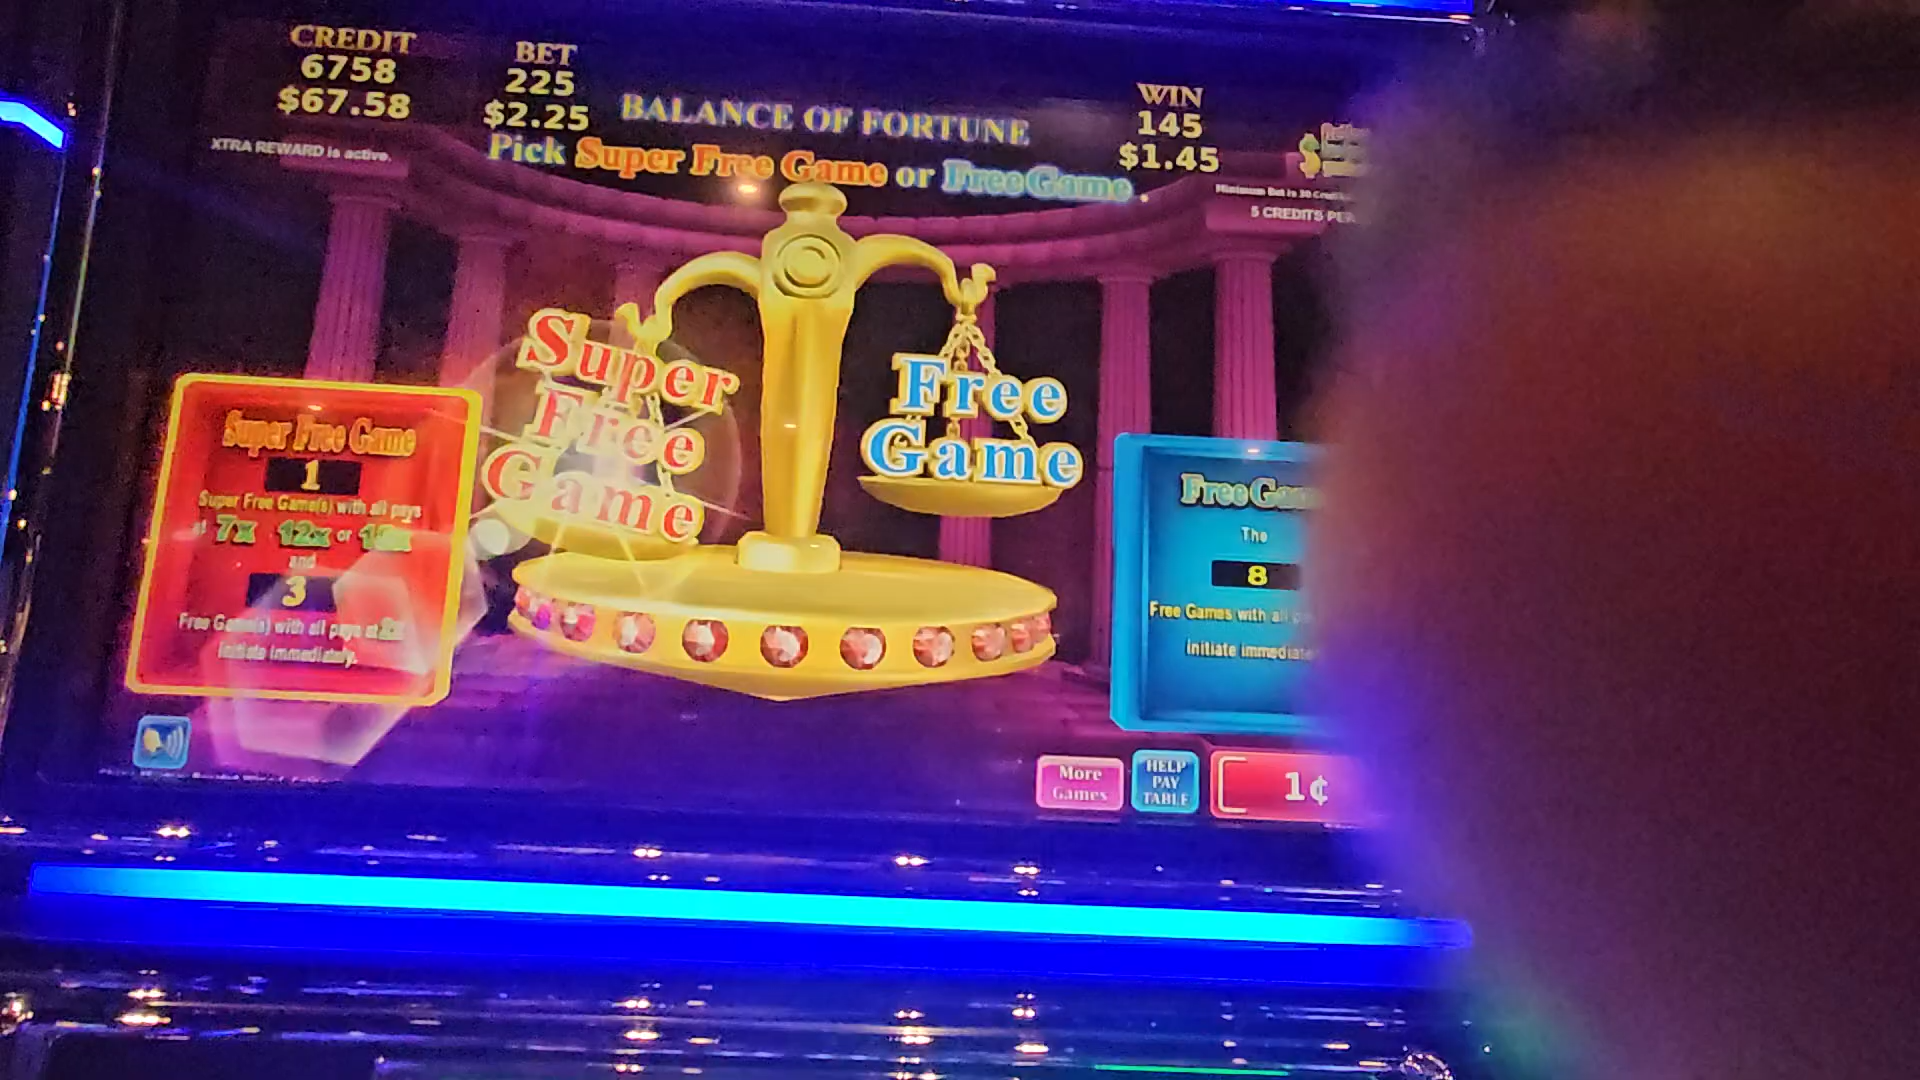 CREDIT
6758
$67.58
BET
225
$2.25
BALANCE OF FORTUNE
Pick Super Free Game or Free Game.
WIN
145
$1.45
XTRA REWARD is active.
Minimum Bet is 30
5 CREDITS PER
Super
Free
Game
Free
Game
Super Free Game
1
Super Free Game(s) with all pays
at 7x 12x or
and
3
Free Game(s) with all pays at 2x
initiate immediately.
Free
The
8
Free Games with all
initiate
More
Games
HELP
PAY
TABLE
1¢